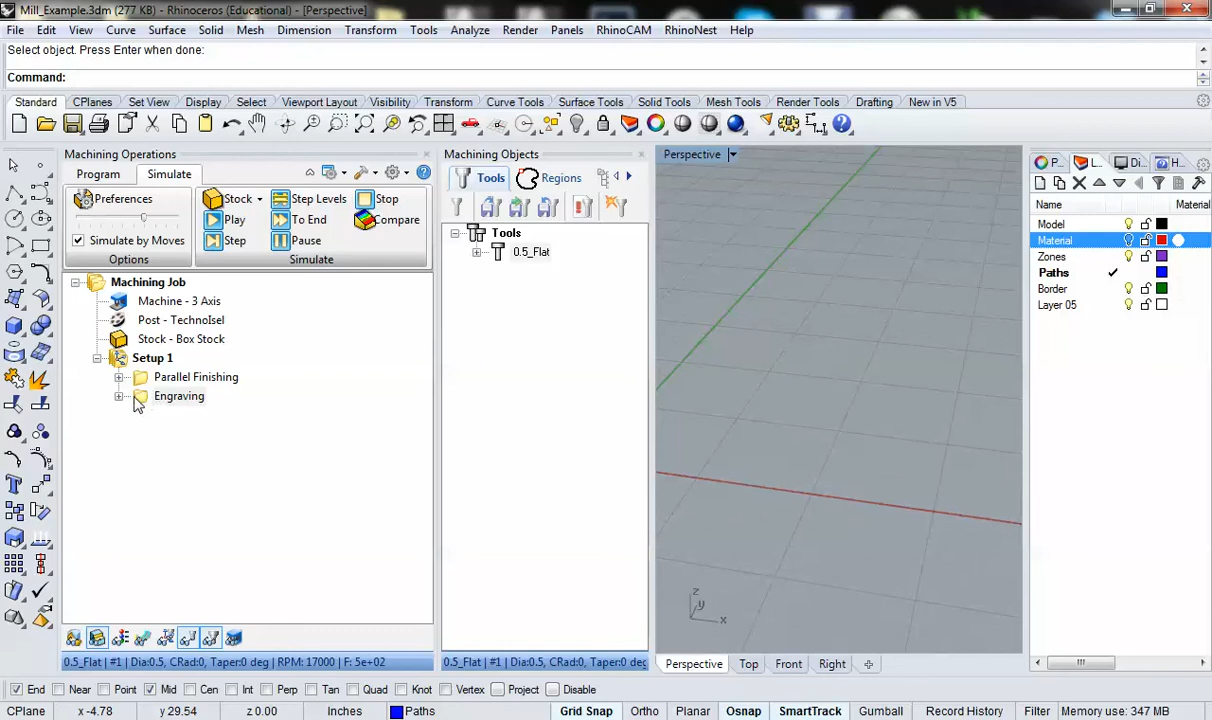 Mill_Example.3dm (277 KB) - Rhinoceros (Educational) - [Perspective]
File Edit View Curve Surface Solid Mesh Dimension Transform Tools Analyze Render Panels RhinoCAM RhinoNest Help
Select object. Press Enter when done:
Command:
Standard CPlanes Set View Display Select Viewport Layout Visibility Transform Curve Tools Surface Tools Solid Tools Mesh Tools Render Tools Drafting New in V5
Machining Operations
Program Simulate
Preferences
Simulate by Moves
Options
Stock Step Levels Stop
Play To End Compare
Step Pause
Simulate
Machining Job
Machine - 3 Axis
Post - TechnoIsel
Stock - Box Stock
Setup 1
Parallel Finishing
Engraving
0.5_Flat | #1 | Dia:0.5, CRad:0, Taper:0 deg | RPM: 17000 | F: 5e+02
Machining Objects
Tools Regions
Tools
0.5_Flat
0.5_Flat | #1 | Dia:0.5, CRad:0, Taper:0 deg
Perspective
z
y
x
Perspective Top Front Right
P... L... Di... H...
Name Material
Model
Material
Zones
Paths
Border
Layer 05
End Near Point Mid Cen Int Perp Tan Quad Knot Vertex Project Disable
CPlane x -4.78 y 29.54 z 0.00 Inches Paths Grid Snap Ortho Planar Osnap SmartTrack Gumball Record History Filter Memory use: 347 MB